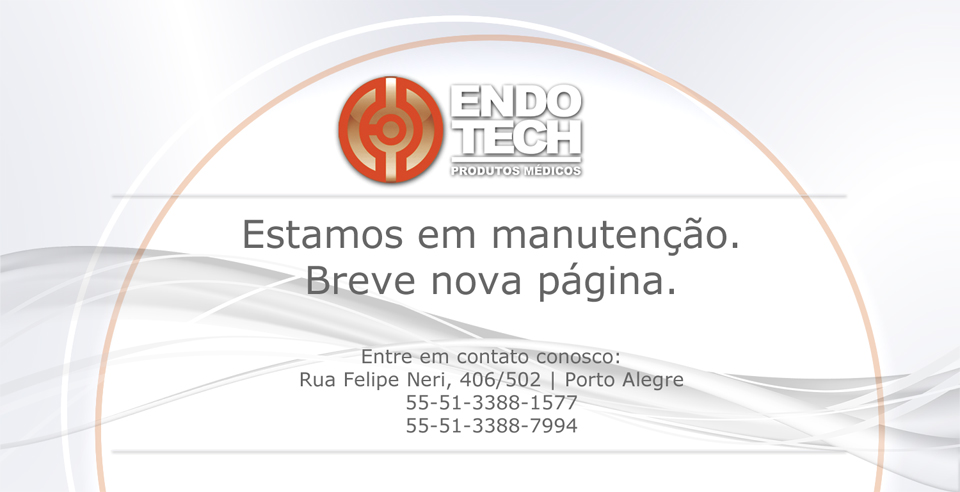 ENDO
TECH
PRODUTOS MÉDICOS
Estamos em manutenção.
Breve nova página.
Entre em contato conosco:
Rua Felipe Neri, 406/502 | Porto Alegre
55-51-3388-1577
55-51-3388-7994